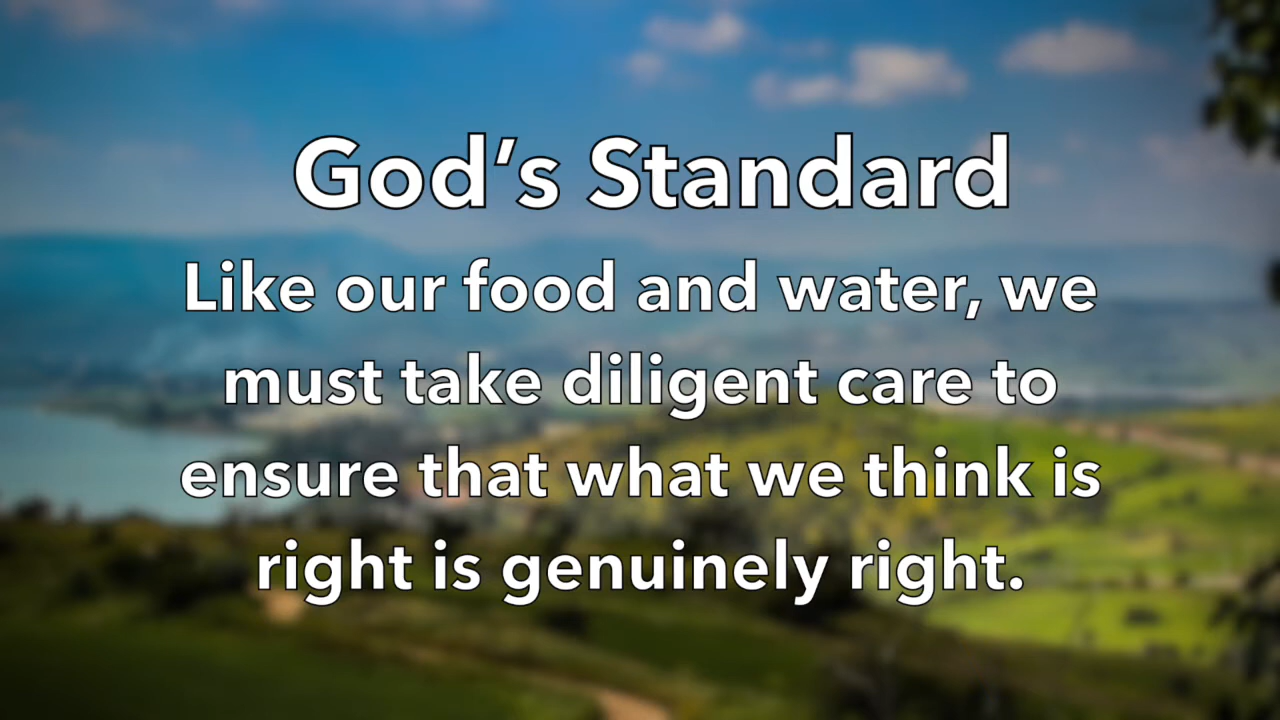 God’s Standard
Like our food and water, we
must take diligent care to
ensure that what we think is
right is genuinely right.